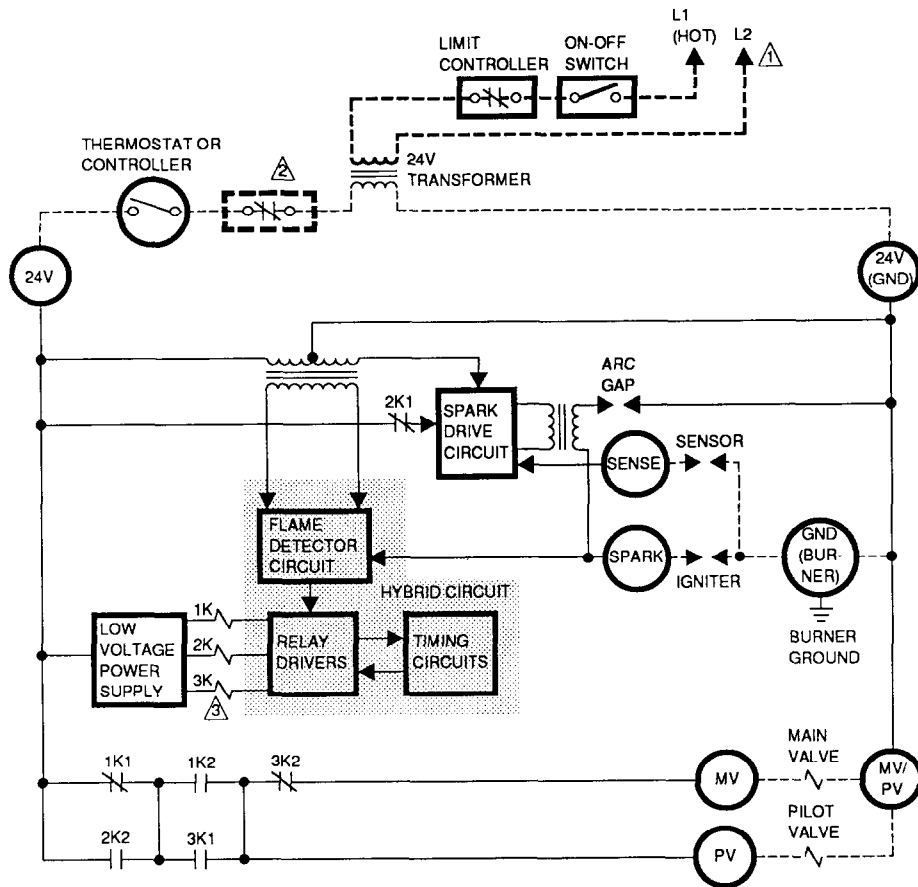 L1
(HOT)
L2
1
LIMIT
CONTROLLER
ON-OFF
SWITCH
THERMOSTAT OR
CONTROLLER
2
24V
TRANSFORMER
24V
24V
(GND)
ARC
GAP
2K1
SPARK
DRIVE
CIRCUIT
SENSE
SENSOR
FLAME
DETECTOR
CIRCUIT
SPARK
IGNITER
GND
(BUR-
NER)
BURNER
GROUND
HYBRID CIRCUIT
LOW
VOLTAGE
POWER
SUPPLY
1K
2K
3K
3
RELAY
DRIVERS
TIMING
CIRCUITS
1K1
1K2
3K2
MV
MAIN
VALVE
MV/
PV
2K2
3K1
PV
PILOT
VALVE